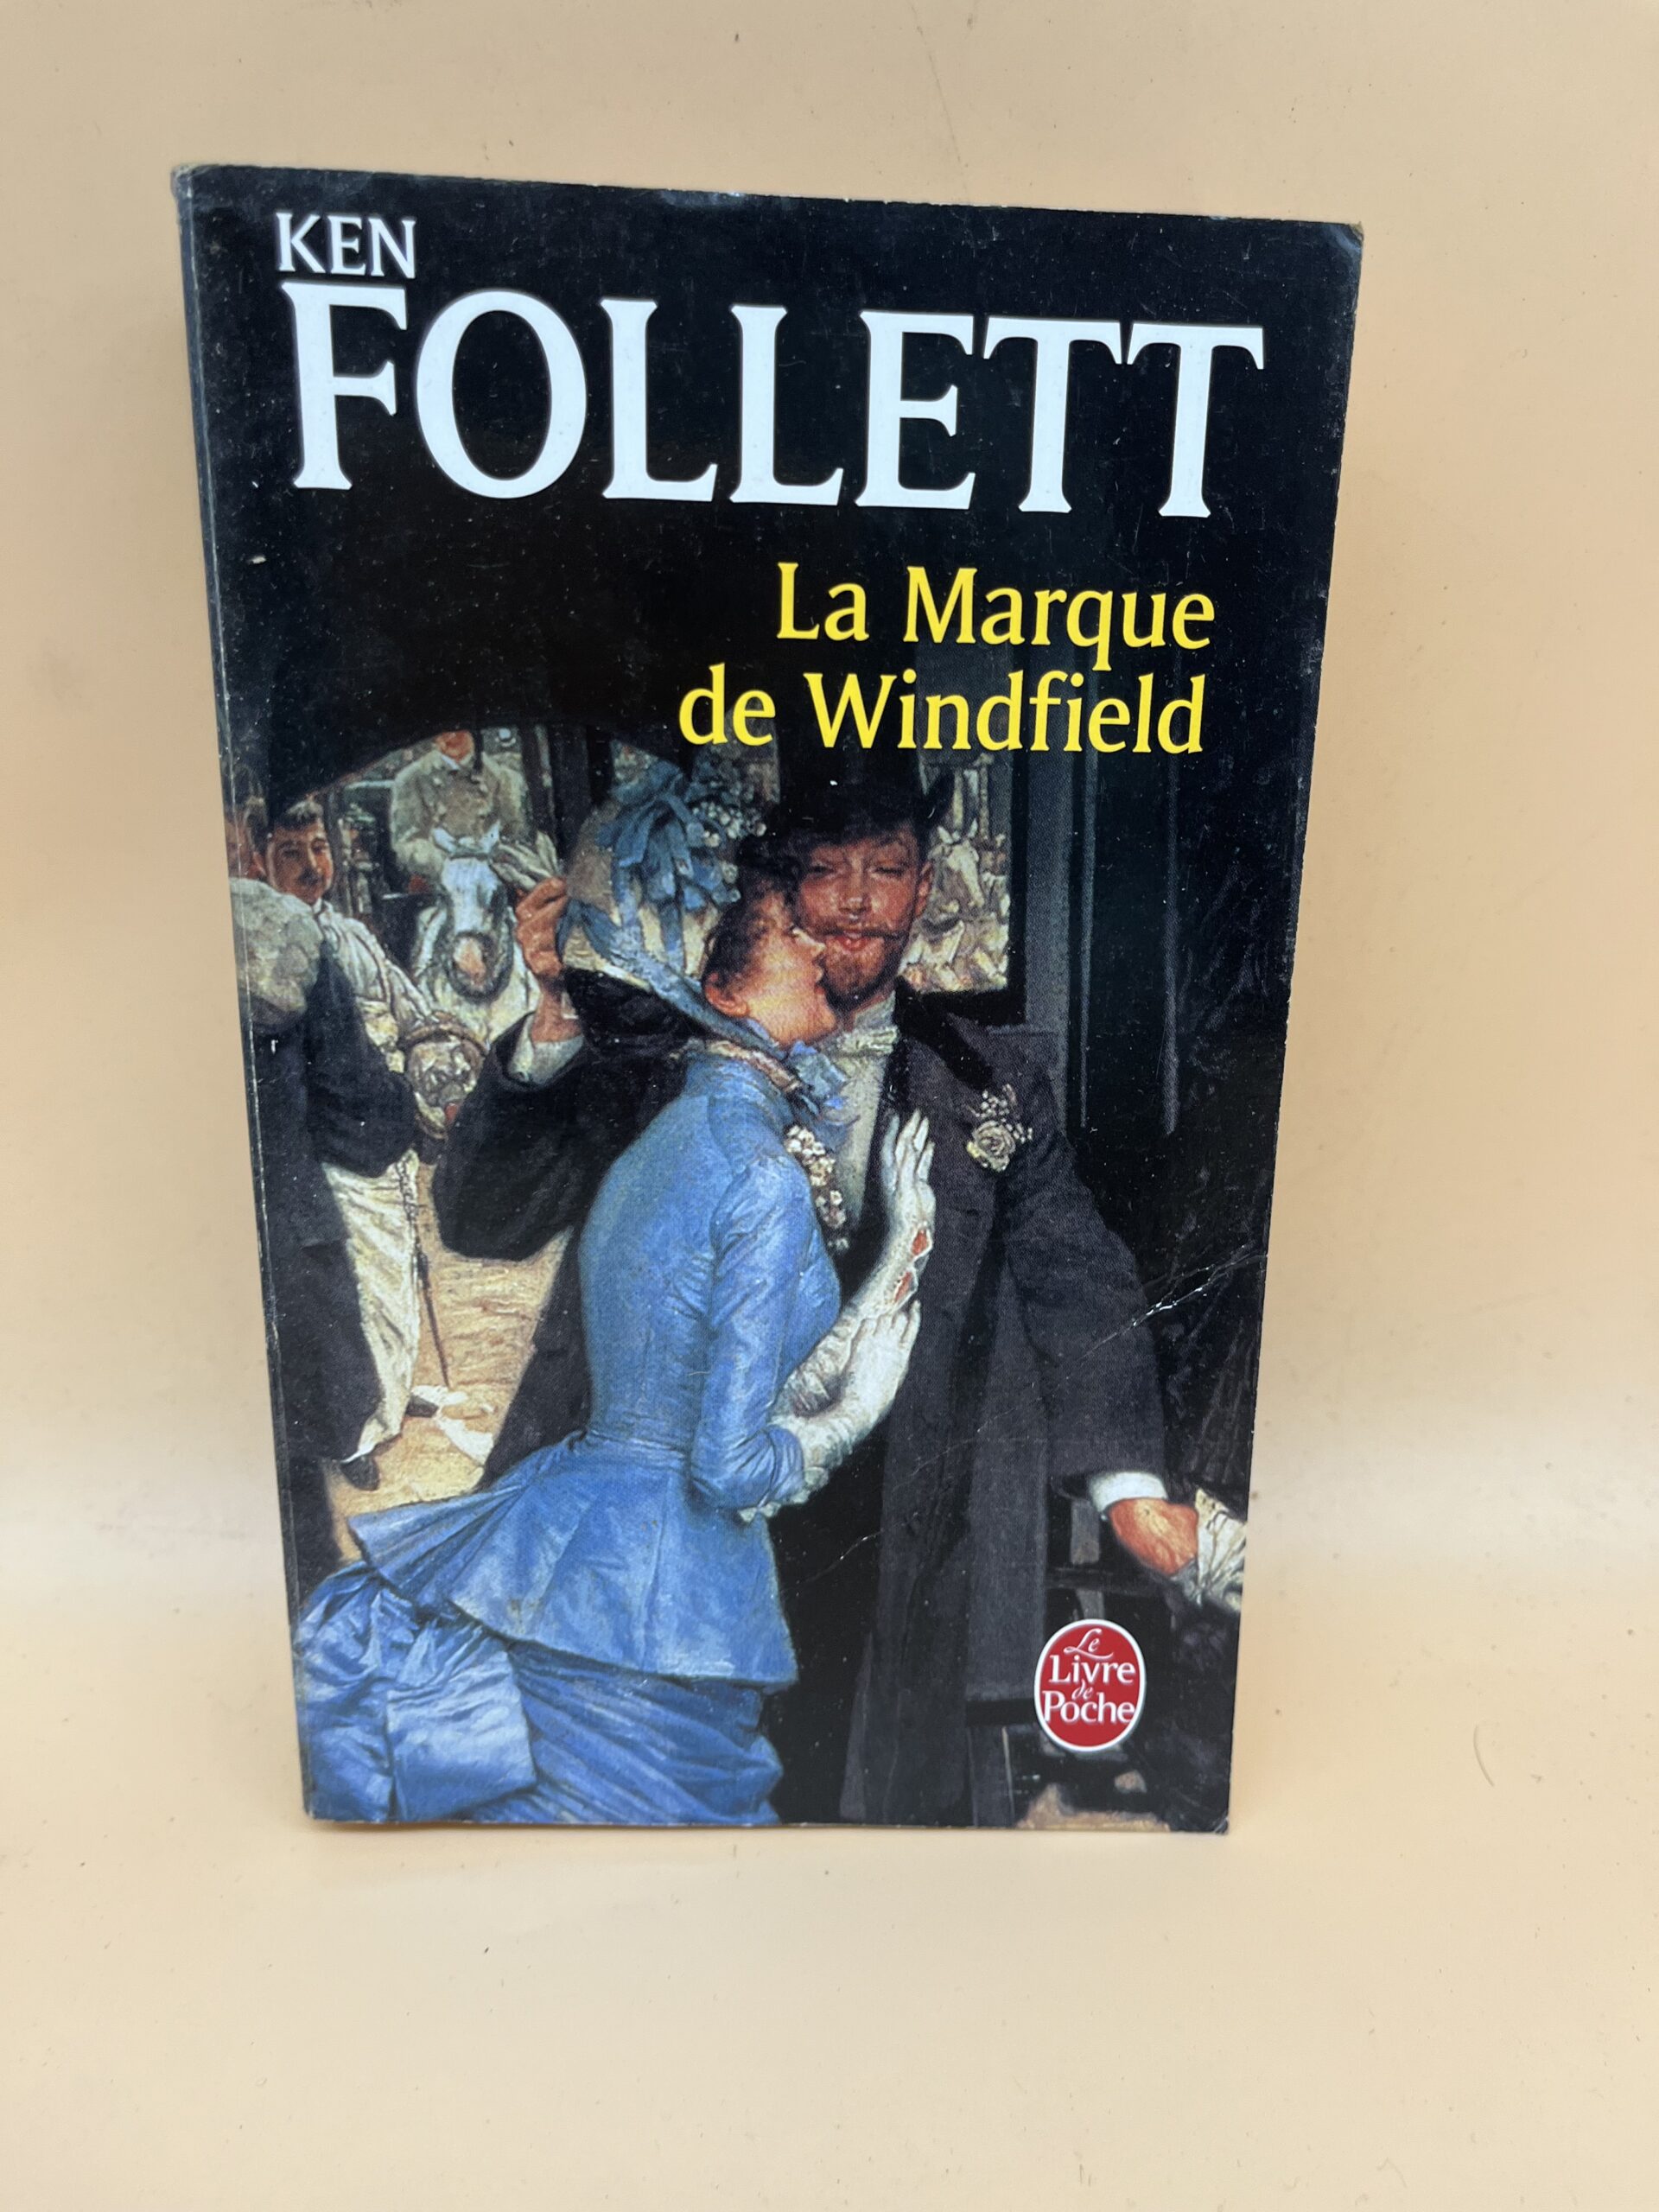 KEN
FOLLETT
La Marque
de Windfield
Le
Livre
de
Poche